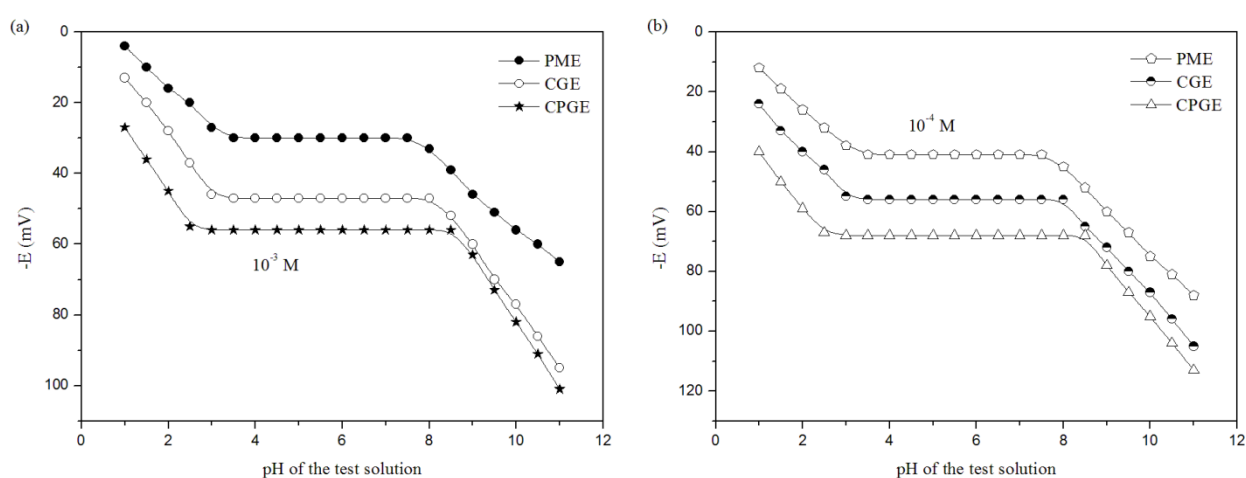 (a)
0
20
40
60
80
100
-E (mV)
PME
CGE
CPGE
10⁻³ M
0 2 4 6 8 10 12
pH of the test solution
(b)
0
20
40
60
80
100
120
-E (mV)
PME
CGE
CPGE
10⁻⁴ M
0 2 4 6 8 10 12
pH of the test solution